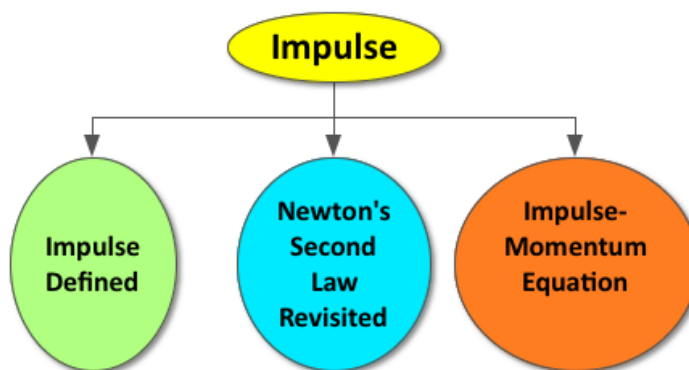 Impulse
Impulse
Defined
Newton's
Second
Law
Revisited
Impulse-
Momentum
Equation